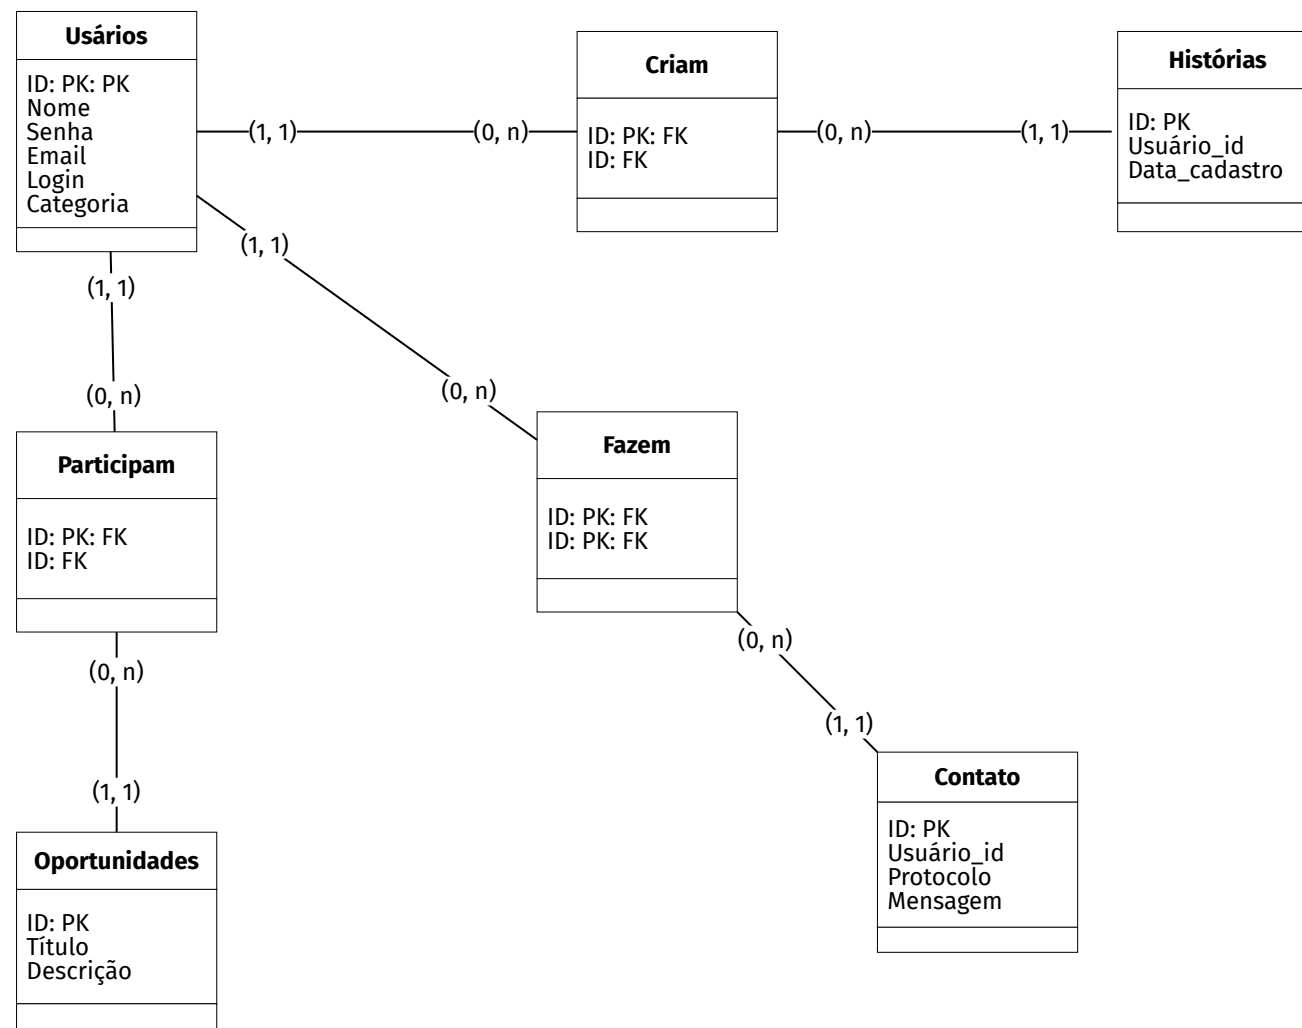 Usários
ID: PK: PK
Nome
Senha
Email
Login
Categoria
(1, 1)
(0, n)
Criam
ID: PK: FK
ID: FK
(0, n)
(1, 1)
Histórias
ID: PK
Usuário_id
Data_cadastro
(1, 1)
(0, n)
(1, 1)
(0, n)
Participam
ID: PK: FK
ID: FK
Fazem
ID: PK: FK
ID: PK: FK
(0, n)
(1, 1)
(0, n)
(1, 1)
Oportunidades
ID: PK
Título
Descrição
Contato
ID: PK
Usuário_id
Protocolo
Mensagem